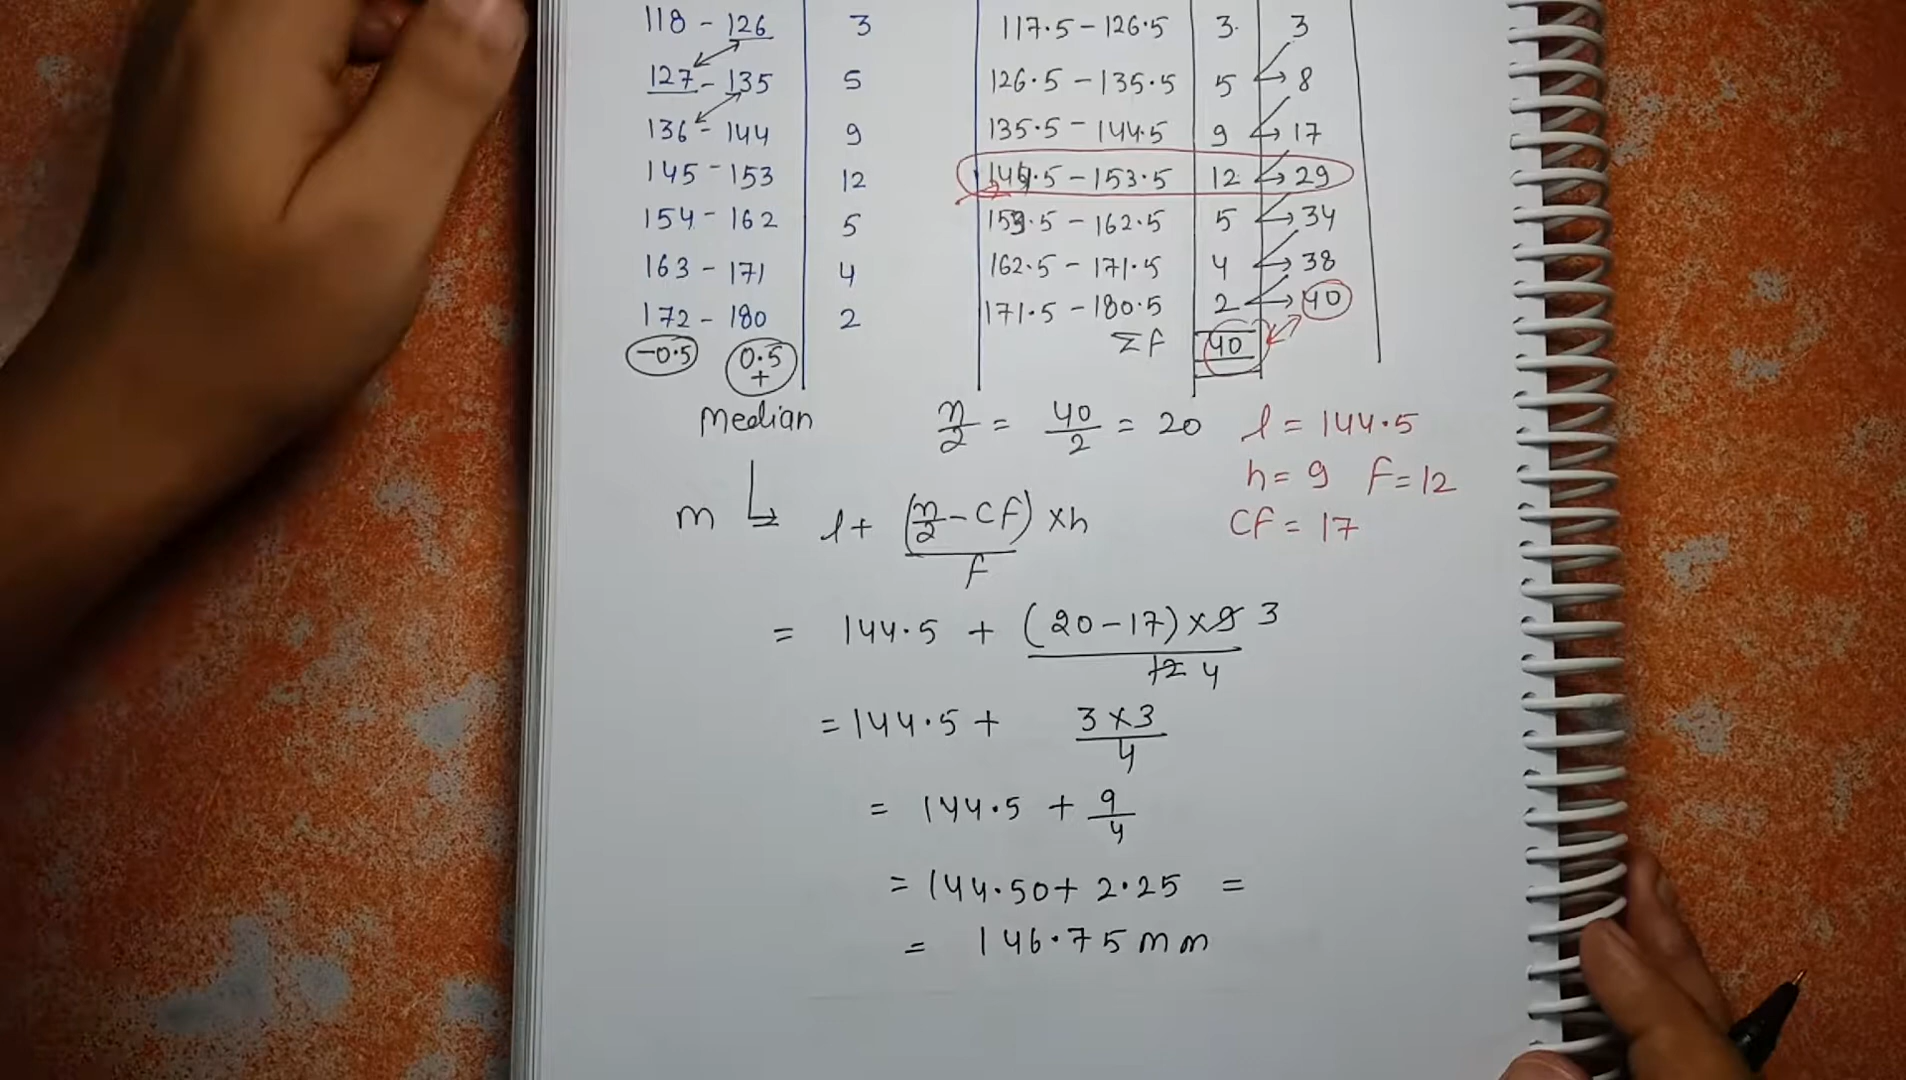 118 - 126 3 117.5 - 126.5 3 3
127 - 135 5 126.5 - 135.5 5 → 8
136 - 144 9 135.5 - 144.5 9 → 17
145 - 153 12 144.5 - 153.5 12 → 29
154 - 162 5 153.5 - 162.5 5 → 34
163 - 171 4 162.5 - 171.5 4 → 38
172 - 180 2 171.5 - 180.5 2 → 40
-0.5 0.5 + Σf 40
Median n/2 = 40/2 = 20 l = 144.5
h = 9 f = 12
m ↳ l + (n/2 - cf)/f × h cf = 17
= 144.5 + (20 - 17) × 9 3 / 12 4
= 144.5 + 3 × 3 / 4
= 144.5 + 9/4
= 144.50 + 2.25 =
= 146.75 mm